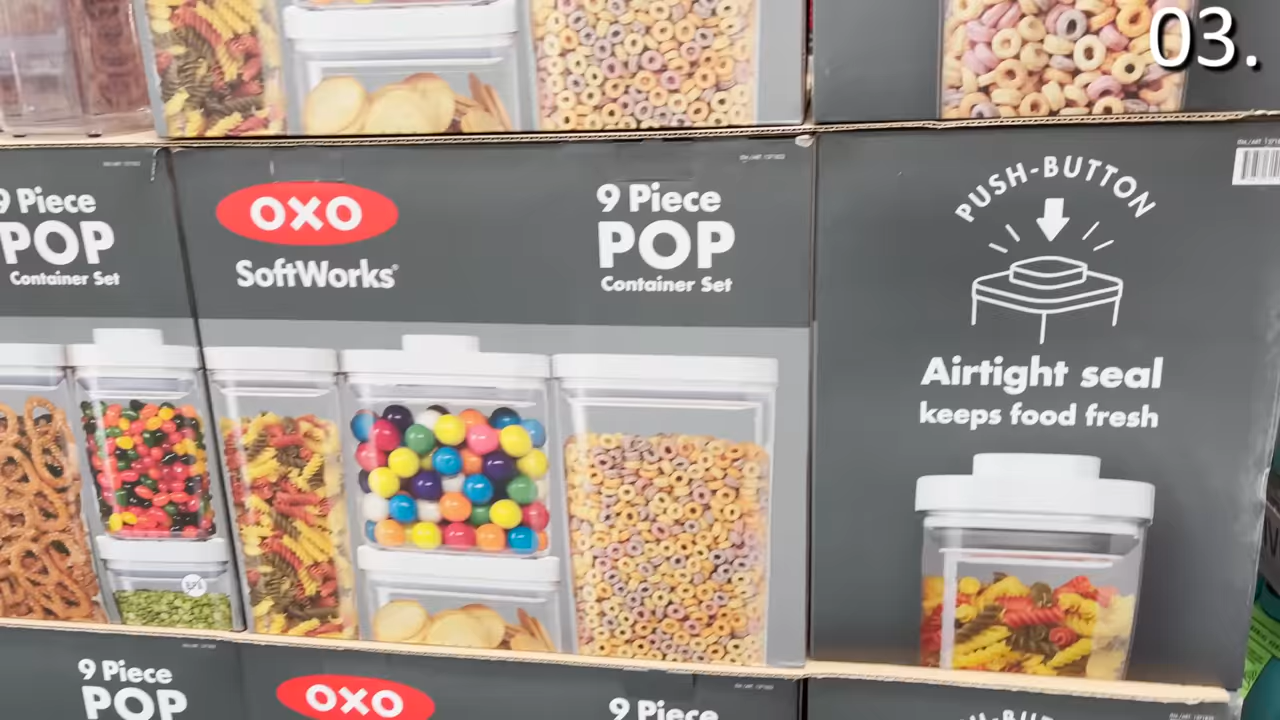 03.
9 Piece
POP
Container Set
OXO
SoftWorks
9 Piece
POP
Container Set
PUSH-BUTTON
Airtight seal
keeps food fresh
9 Piece
POP
OXO
9 Piece